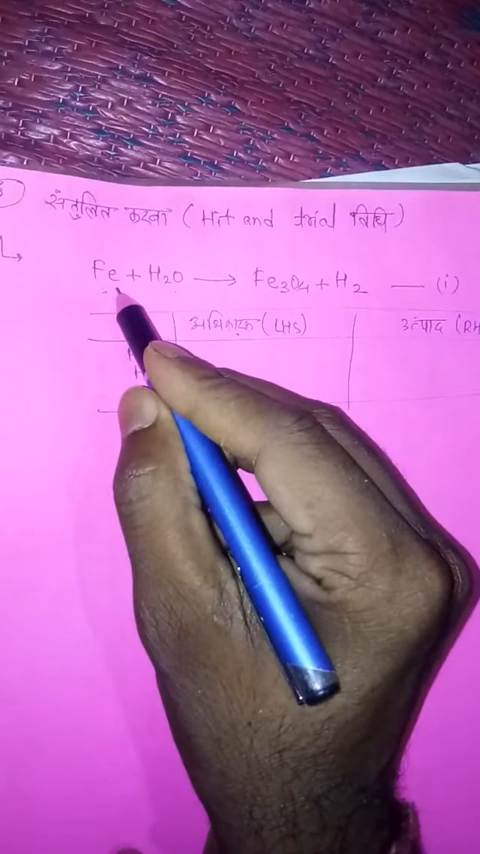 संतुलित करना (Hit and trial विधि)
Fe + H₂O ⟶ Fe₃O₄ + H₂ — (i)
अभिकारक (LHS) उत्पाद (RH